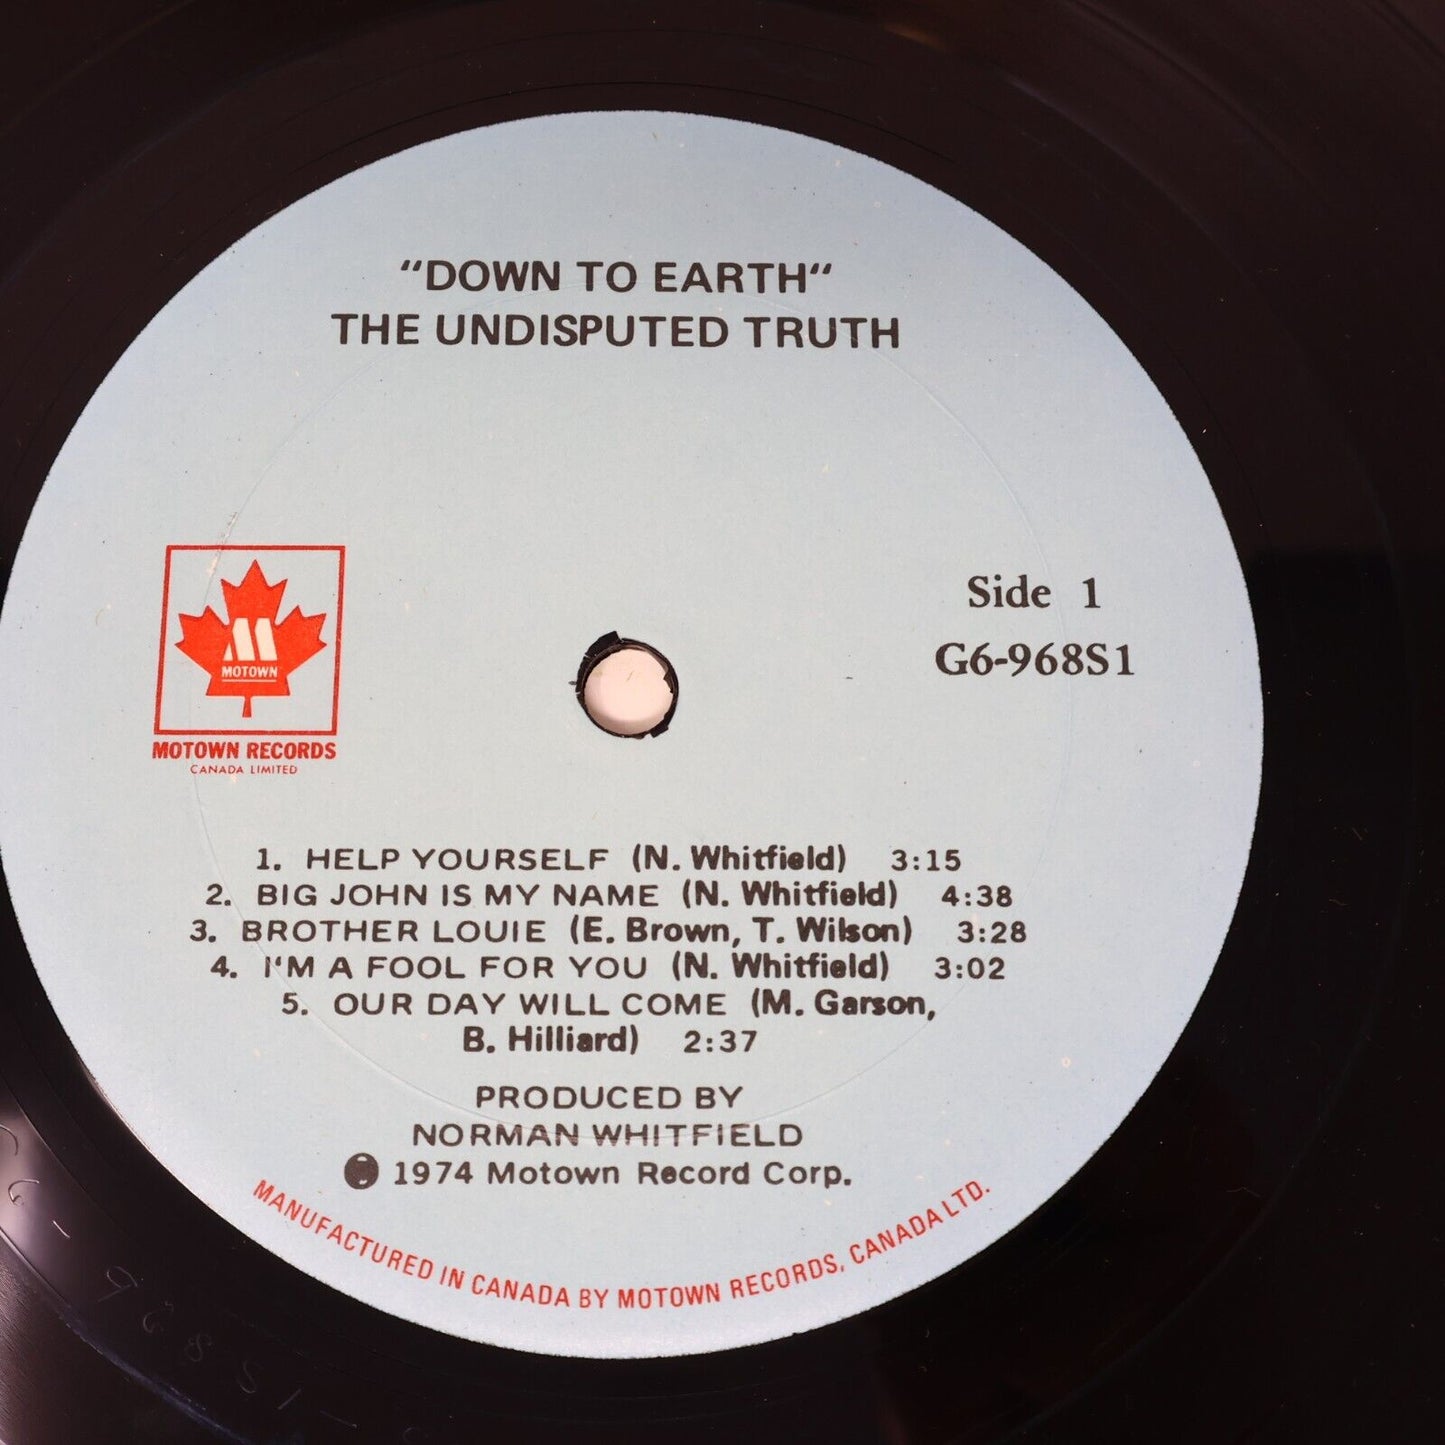 "DOWN TO EARTH"
THE UNDISPUTED TRUTH
Side 1
G6-968S1
M
MOTOWN
MOTOWN RECORDS
CANADA LIMITED
1. HELP YOURSELF (N. Whitfield) 3:15
2. BIG JOHN IS MY NAME (N. Whitfield) 4:38
3. BROTHER LOUIE (E. Brown, T. Wilson) 3:28
4. I'M A FOOL FOR YOU (N. Whitfield) 3:02
5. OUR DAY WILL COME (M. Garson,
B. Hilliard) 2:37
PRODUCED BY
NORMAN WHITFIELD
℗ 1974 Motown Record Corp.
MANUFACTURED IN CANADA BY MOTOWN RECORDS, CANADA LTD.